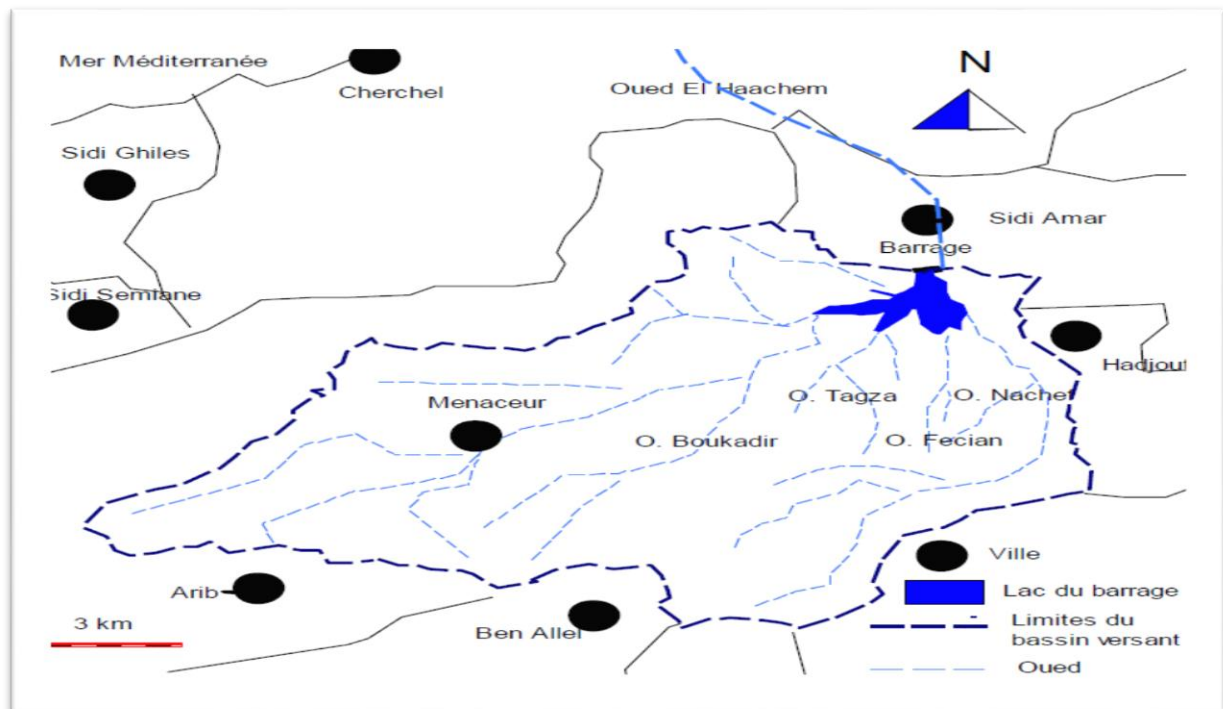 Mer Méditerranée
Cherchel
Oued El Haachem
N
Sidi Ghiles
Sidi Amar
Barrage
Sidi Semiane
Hadjout
Menaceur
O. Tagza
O. Nachef
O. Boukadir
O. Fecian
Arib
Ville
Lac du barrage
3 km
Ben Allel
Limites du
bassin versant
Oued